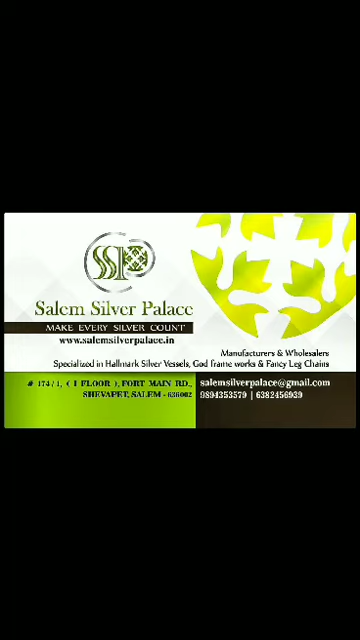 SSP
Salem Silver Palace
MAKE EVERY SILVER COUNT
www.salemsilverpalace.in
Manufacturers & Wholesalers
Specialized in Hallmark Silver Vessels, God frame works & Fancy Leg Chains
# 174/1, ( I FLOOR ), FORT MAIN RD.,
SHEVAPET, SALEM - 636002
salemsilverpalace@gmail.com
9894353579 | 6382456939